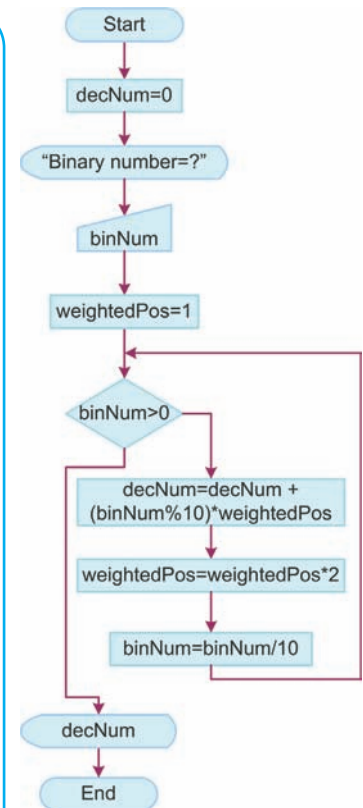 Start
decNum=0
“Binary number=?”
binNum
weightedPos=1
binNum>0
decNum=decNum +
(binNum%10)*weightedPos
weightedPos=weightedPos*2
binNum=binNum/10
decNum
End